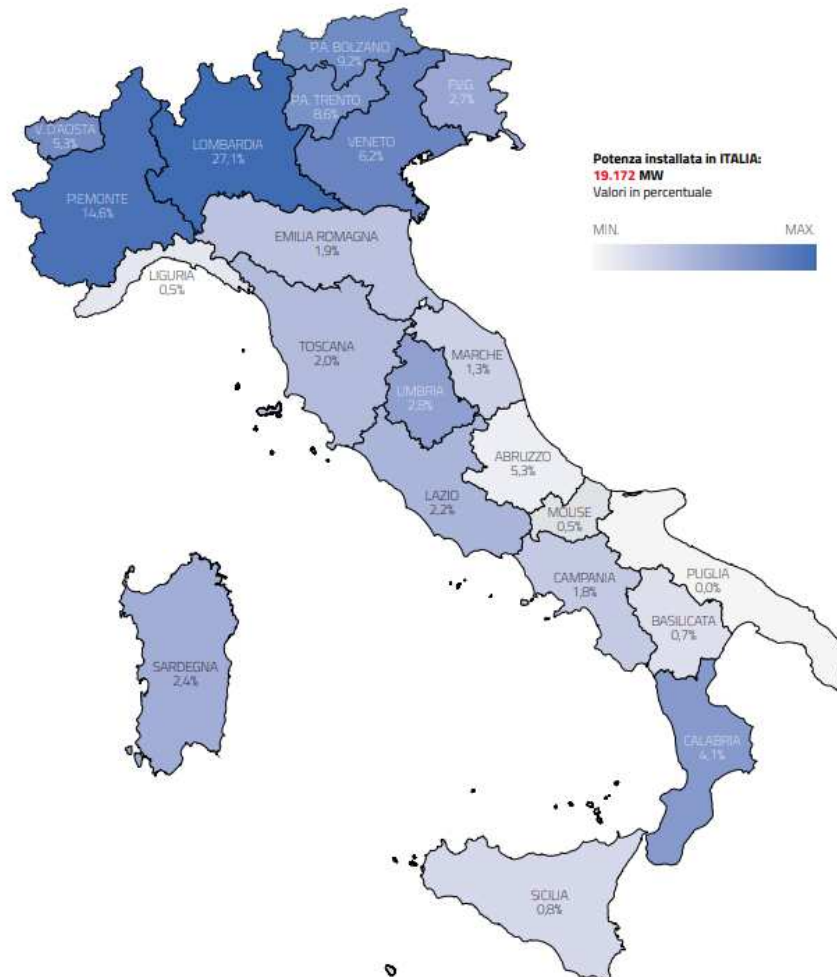 P.A. BOLZANO
9,2%
P.A. TRENTO
8,6%
F.V.G.
2,7%
V. D'AOSTA
5,3%
LOMBARDIA
27,1%
VENETO
6,2%
PIEMONTE
14,6%
Potenza installata in ITALIA:
19.172 MW
Valori in percentuale
MIN.
MAX.
EMILIA ROMAGNA
1,9%
LIGURIA
0,5%
TOSCANA
2,0%
MARCHE
1,3%
UMBRIA
2,8%
ABRUZZO
5,3%
LAZIO
2,2%
MOLISE
0,5%
CAMPANIA
1,8%
PUGLIA
0,0%
BASILICATA
0,7%
SARDEGNA
2,4%
CALABRIA
4,1%
SICILIA
0,8%